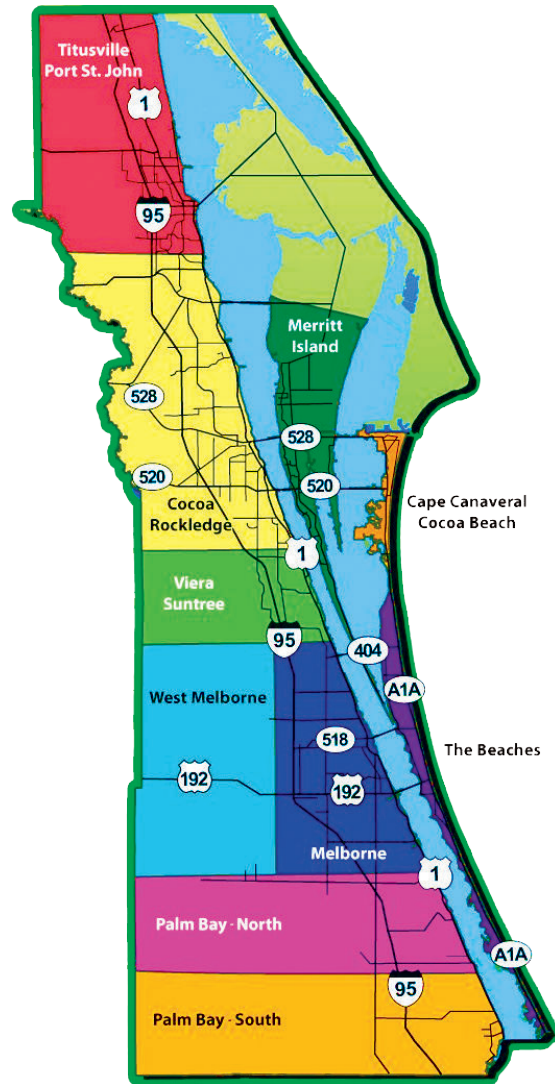 Titusville
Port St. John
1
95
Merritt
Island
528
528
520
520
Cocoa
Rockledge
Cape Canaveral
Cocoa Beach
1
Viera
Suntree
95
404
West Melborne
A1A
518
The Beaches
192
192
Melborne
1
Palm Bay - North
A1A
95
Palm Bay - South